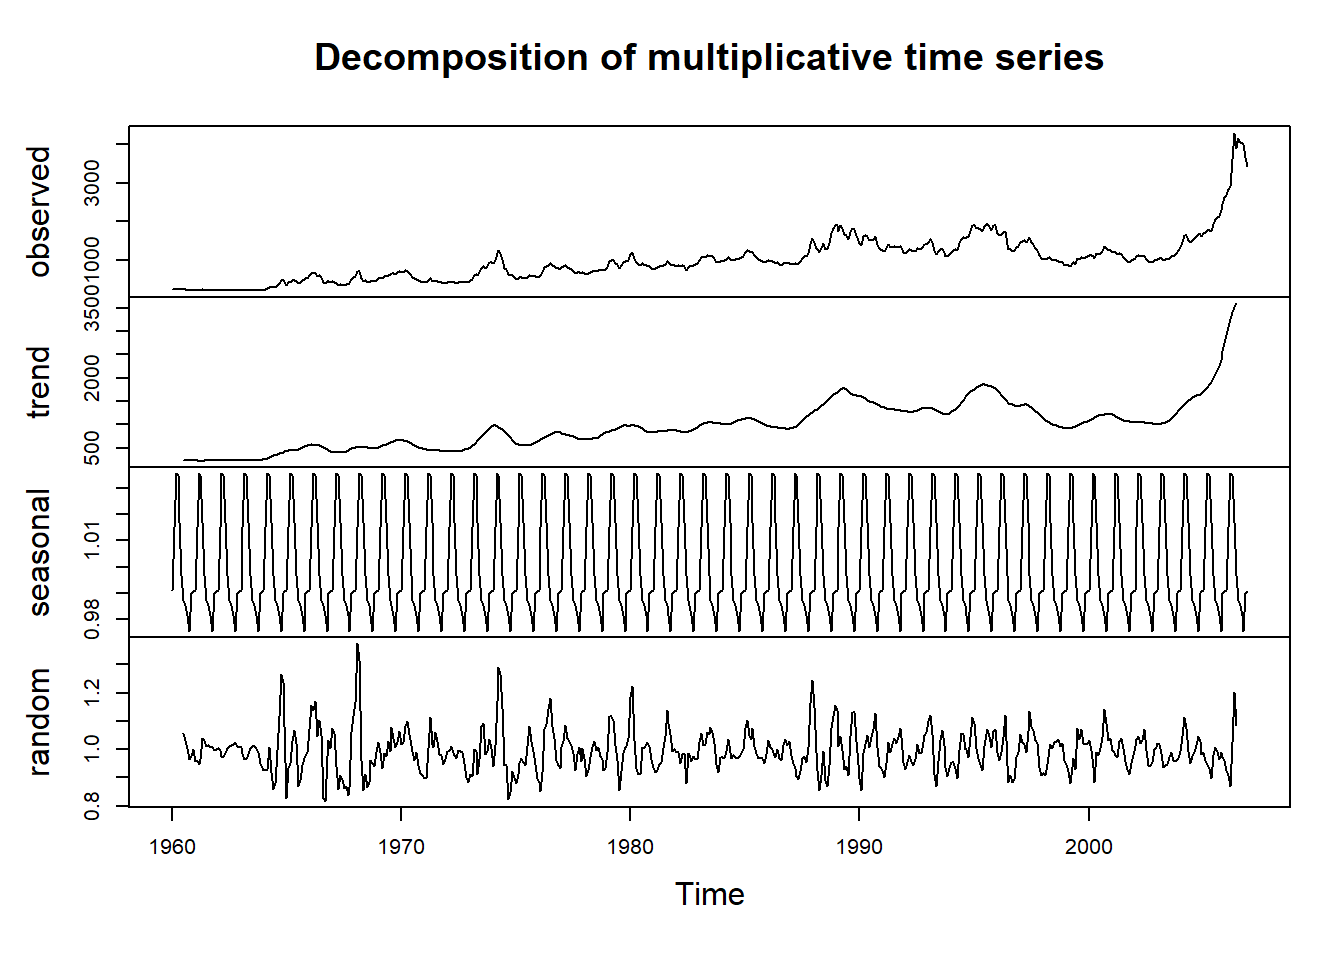 Decomposition of multiplicative time series
observed
3000
1000
0
trend
3500
2000
500
seasonal
1.01
0.98
random
1.2
1.0
0.8
1960 1970 1980 1990 2000
Time